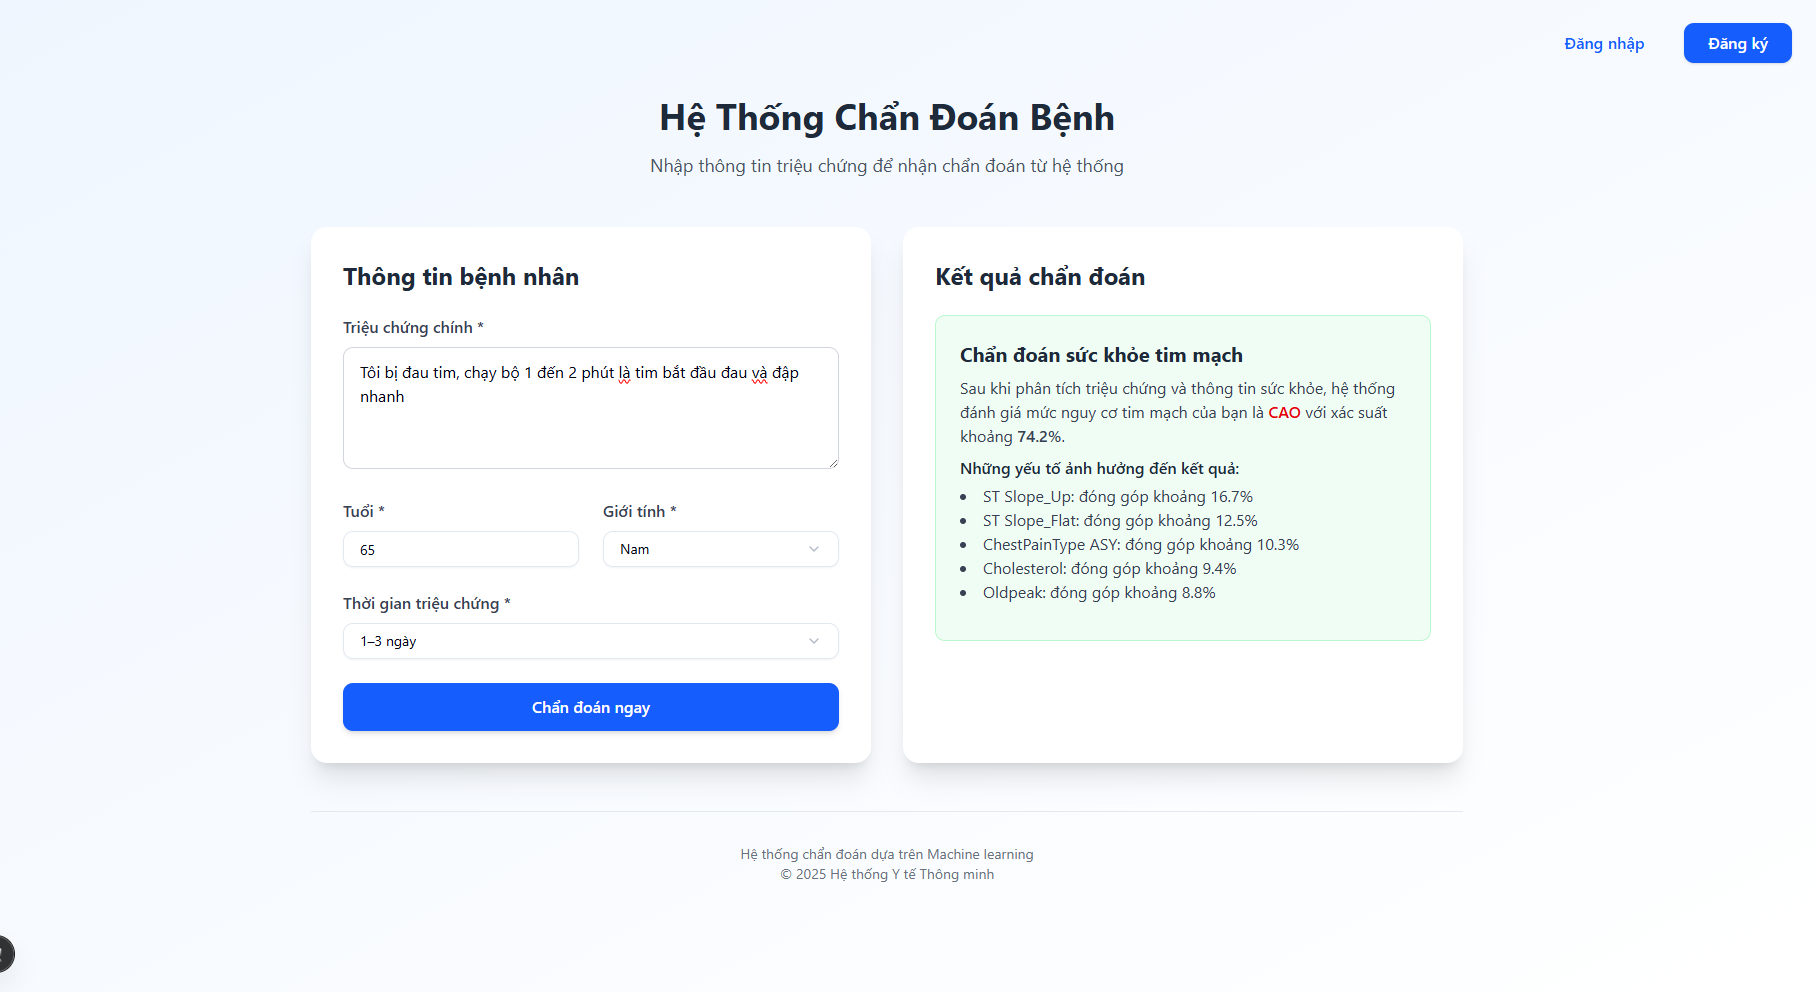 Đăng nhập
Đăng ký
Hệ Thống Chẩn Đoán Bệnh
Nhập thông tin triệu chứng để nhận chẩn đoán từ hệ thống
Thông tin bệnh nhân
Triệu chứng chính *
Tôi bị đau tim, chạy bộ 1 đến 2 phút là tim bắt đầu đau và đập
nhanh
Tuổi *
Giới tính *
65
Nam
Thời gian triệu chứng *
1–3 ngày
Chẩn đoán ngay
Kết quả chẩn đoán
Chẩn đoán sức khỏe tim mạch
Sau khi phân tích triệu chứng và thông tin sức khỏe, hệ thống
đánh giá mức nguy cơ tim mạch của bạn là CAO với xác suất
khoảng 74.2%.
Những yếu tố ảnh hưởng đến kết quả:
• ST Slope_Up: đóng góp khoảng 16.7%
• ST Slope_Flat: đóng góp khoảng 12.5%
• ChestPainType ASY: đóng góp khoảng 10.3%
• Cholesterol: đóng góp khoảng 9.4%
• Oldpeak: đóng góp khoảng 8.8%
Hệ thống chẩn đoán dựa trên Machine learning
© 2025 Hệ thống Y tế Thông minh